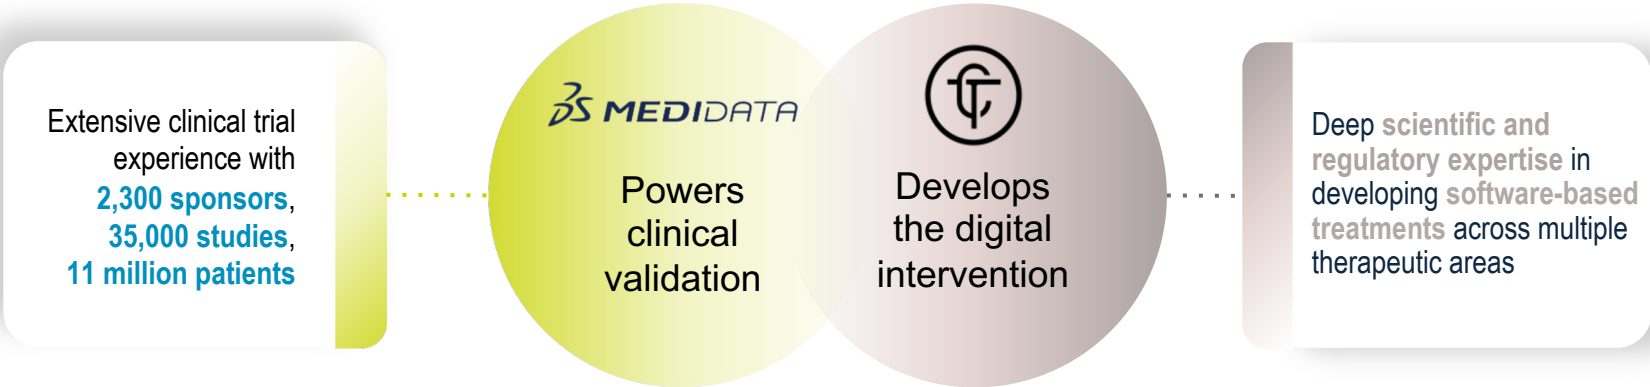 Extensive clinical trial
experience with
2,300 sponsors,
35,000 studies,
11 million patients
MEDIDATA
Powers
clinical
validation
Develops
the digital
intervention
Deep scientific and
regulatory expertise in
developing software-based
treatments across multiple
therapeutic areas